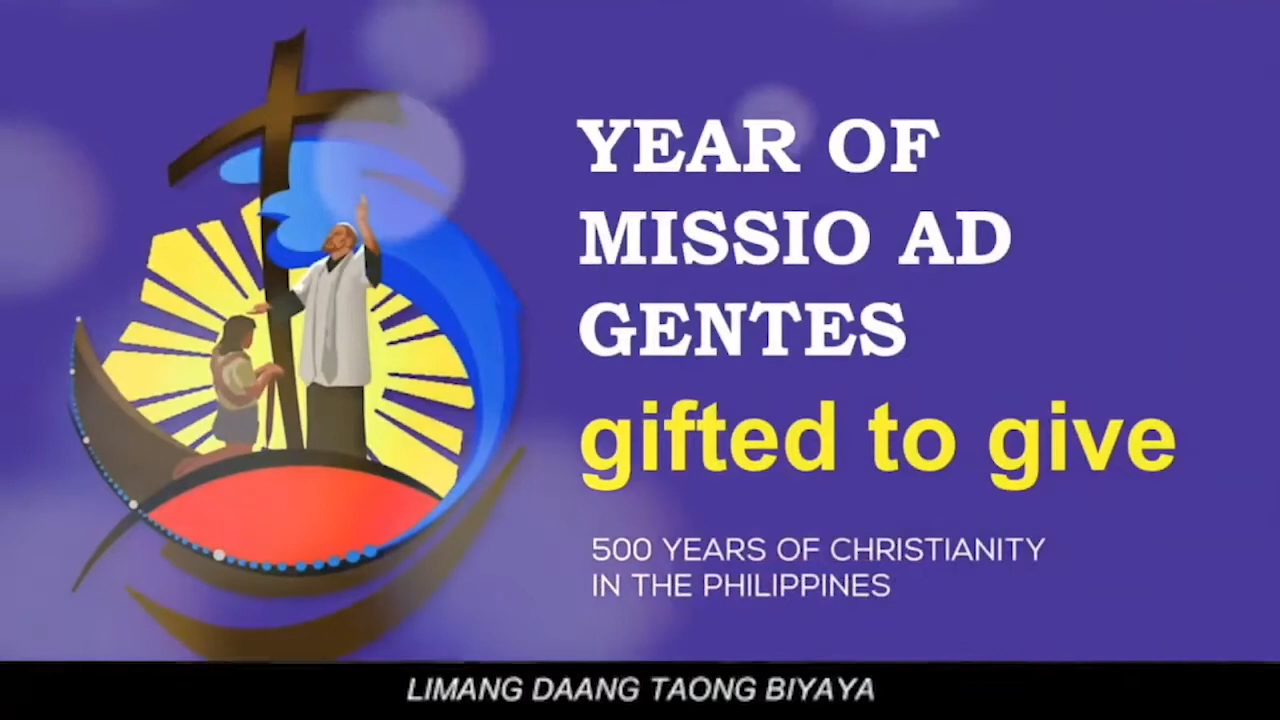 YEAR OF
MISSIO AD
GENTES
gifted to give
500 YEARS OF CHRISTIANITY
IN THE PHILIPPINES
LIMANG DAANG TAONG BIYAYA